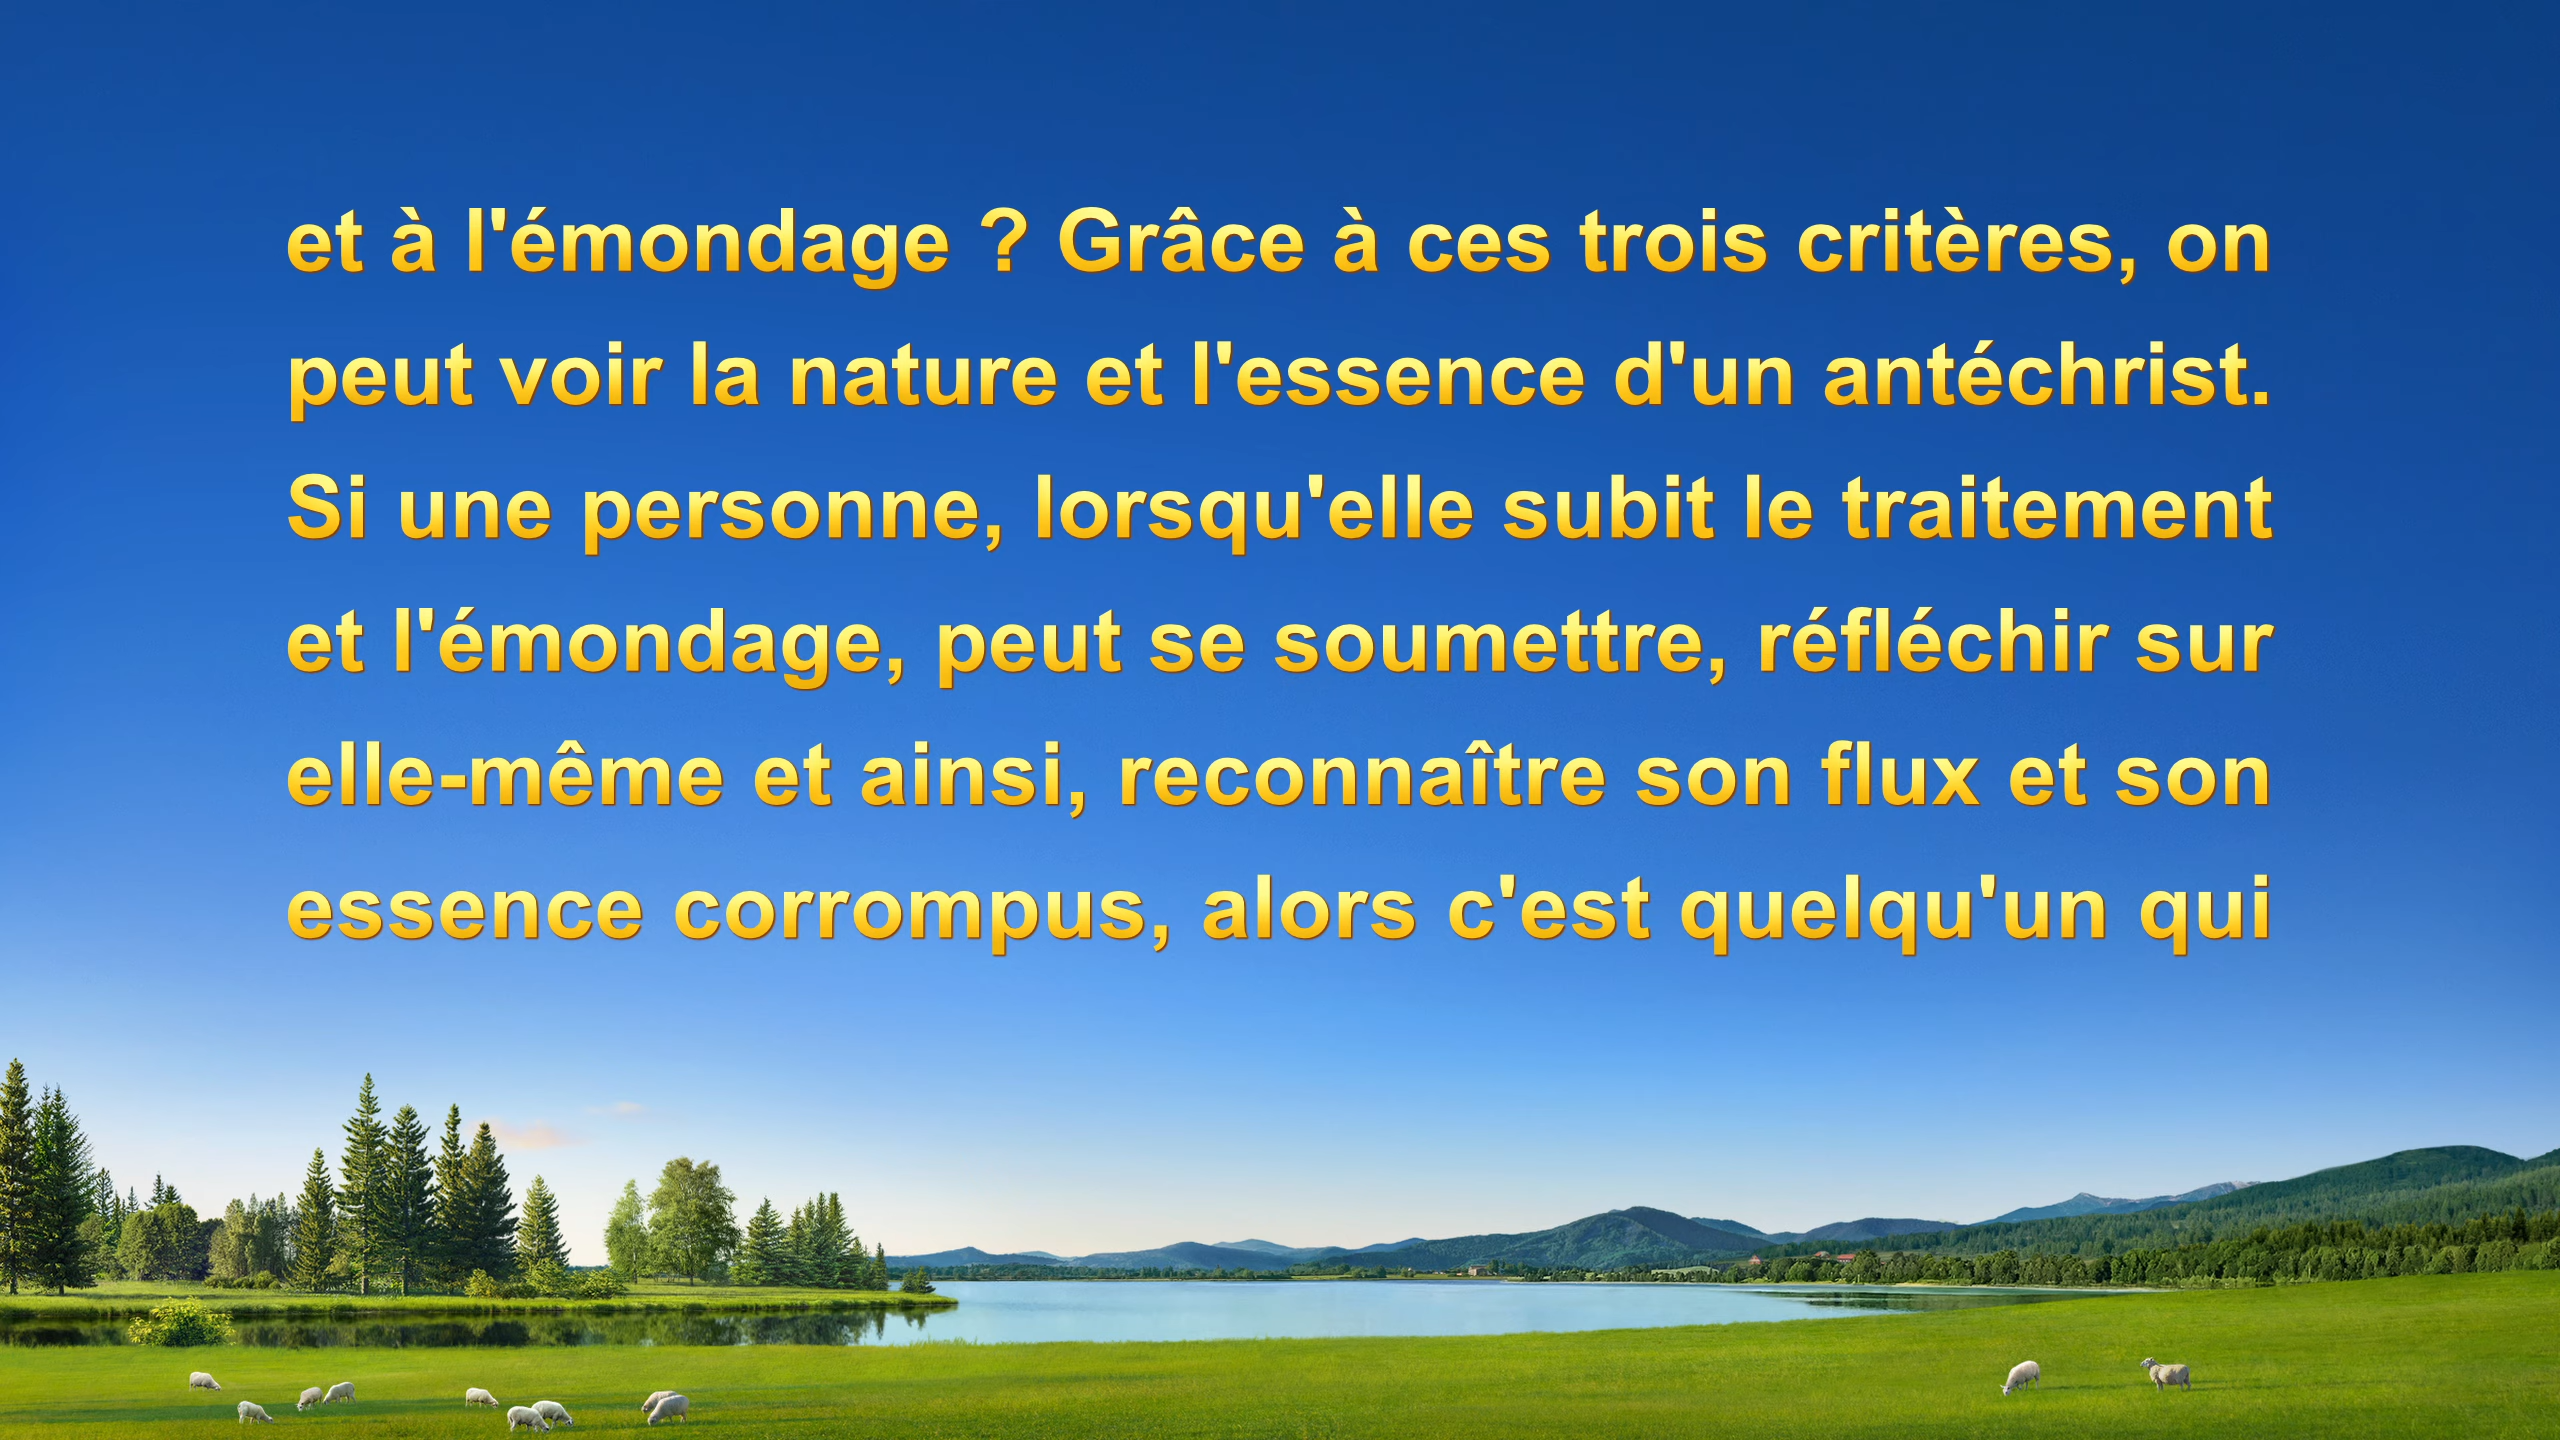 et à l'émondage ? Grâce à ces trois critères, on
peut voir la nature et l'essence d'un antéchrist.
Si une personne, lorsqu'elle subit le traitement
et l'émondage, peut se soumettre, réfléchir sur
elle-même et ainsi, reconnaître son flux et son
essence corrompus, alors c'est quelqu'un qui